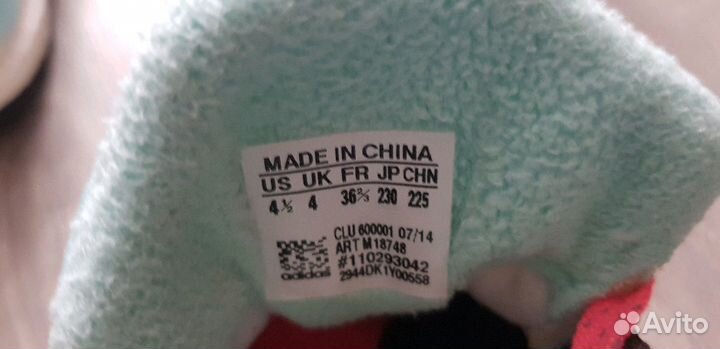 MADE IN CHINA
US UK FR JP CHN
4½ 4 36⅔ 230 225
CLU 600001 07/14
ART M18748
#110293042
2944DK1Y00558
adidas
Avito